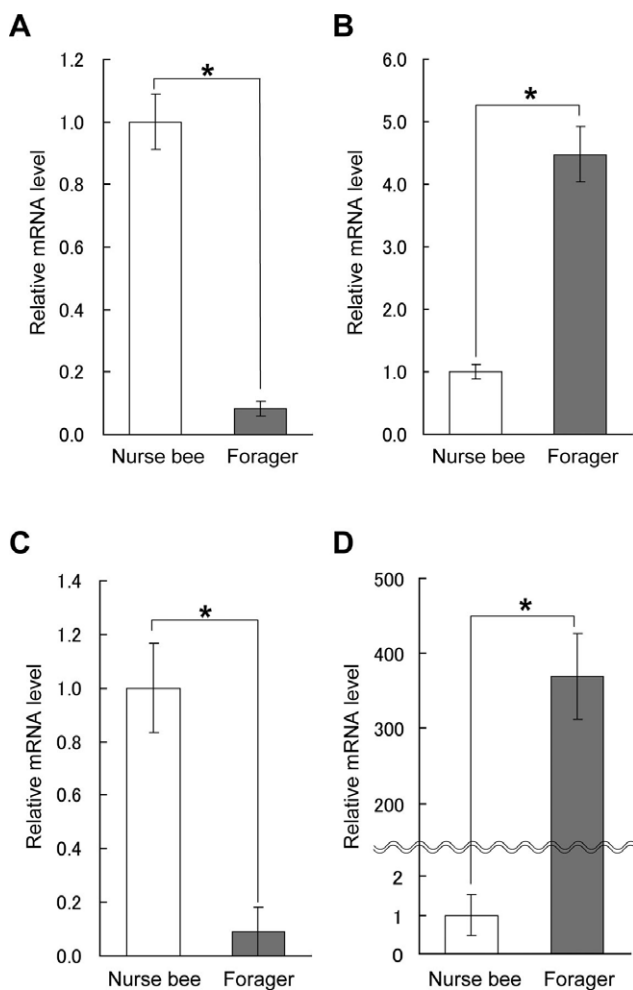 A
Relative mRNA level
1.2
1.0
0.8
0.6
0.4
0.2
0.0
*
Nurse bee Forager
B
Relative mRNA level
6.0
5.0
4.0
3.0
2.0
1.0
0.0
*
Nurse bee Forager
C
Relative mRNA level
1.4
1.2
1.0
0.8
0.6
0.4
0.2
0.0
*
Nurse bee Forager
D
Relative mRNA level
500
400
300
200
2
1
0
*
Nurse bee Forager